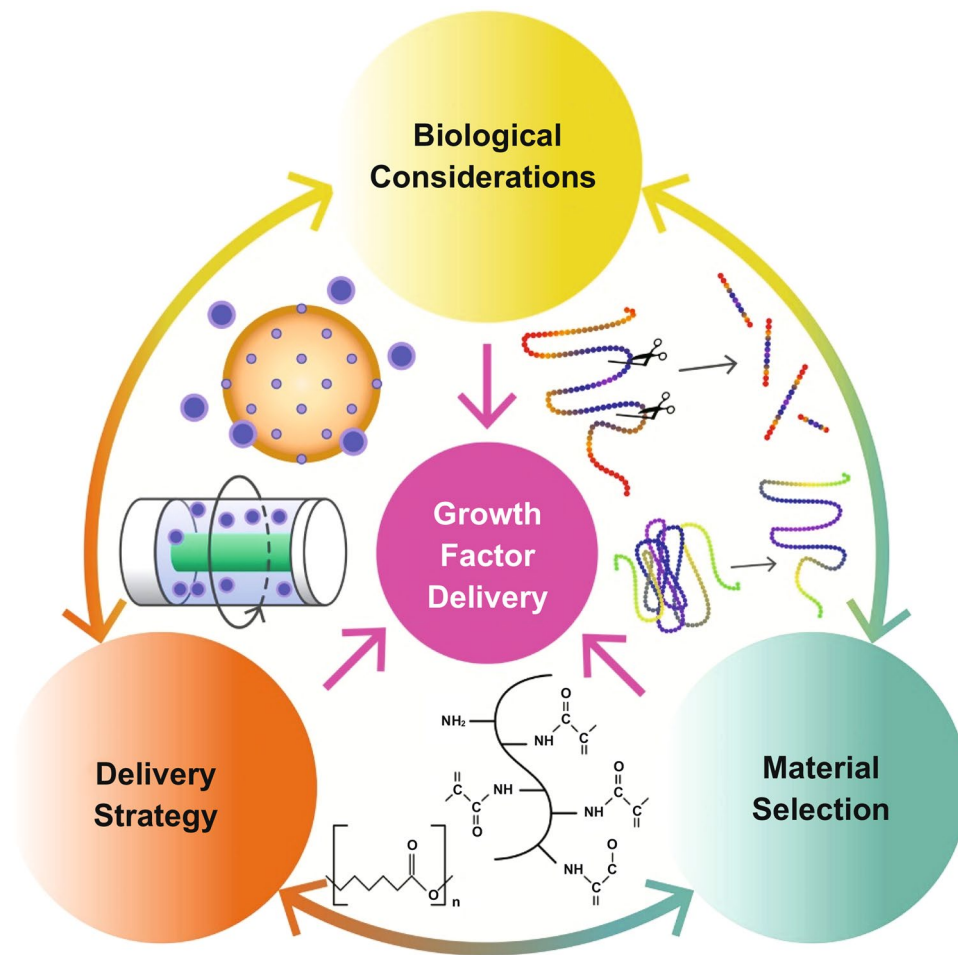 Biological
Considerations
Growth
Factor
Delivery
Delivery
Strategy
Material
Selection
NH₂
O
C
NH
C
C
NH
C
O
O
NH
C
C
O
NH
C
C
O
O
n